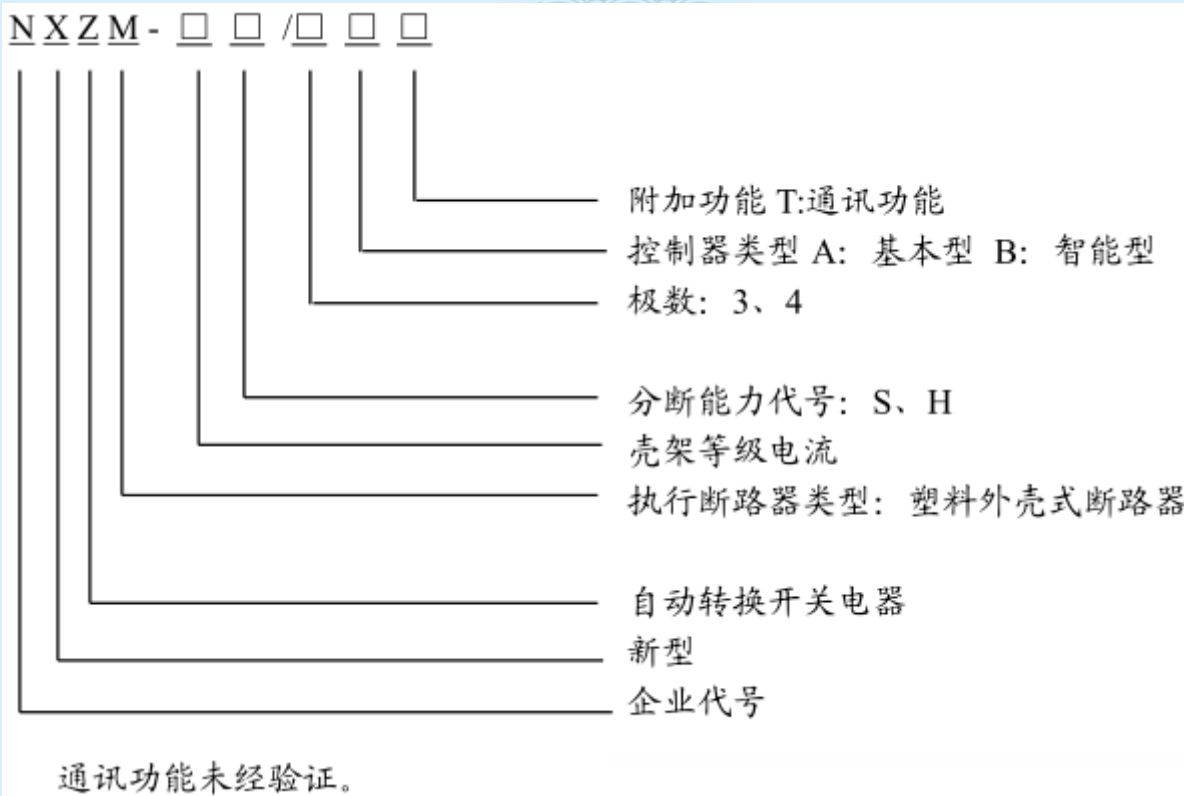 NXZM-□□/□□□
附加功能 T:通讯功能
控制器类型 A: 基本型 B: 智能型
极数: 3、4
分断能力代号: S、H
壳架等级电流
执行断路器类型: 塑料外壳式断路器
自动转换开关电器
新型
企业代号
通讯功能未经验证。